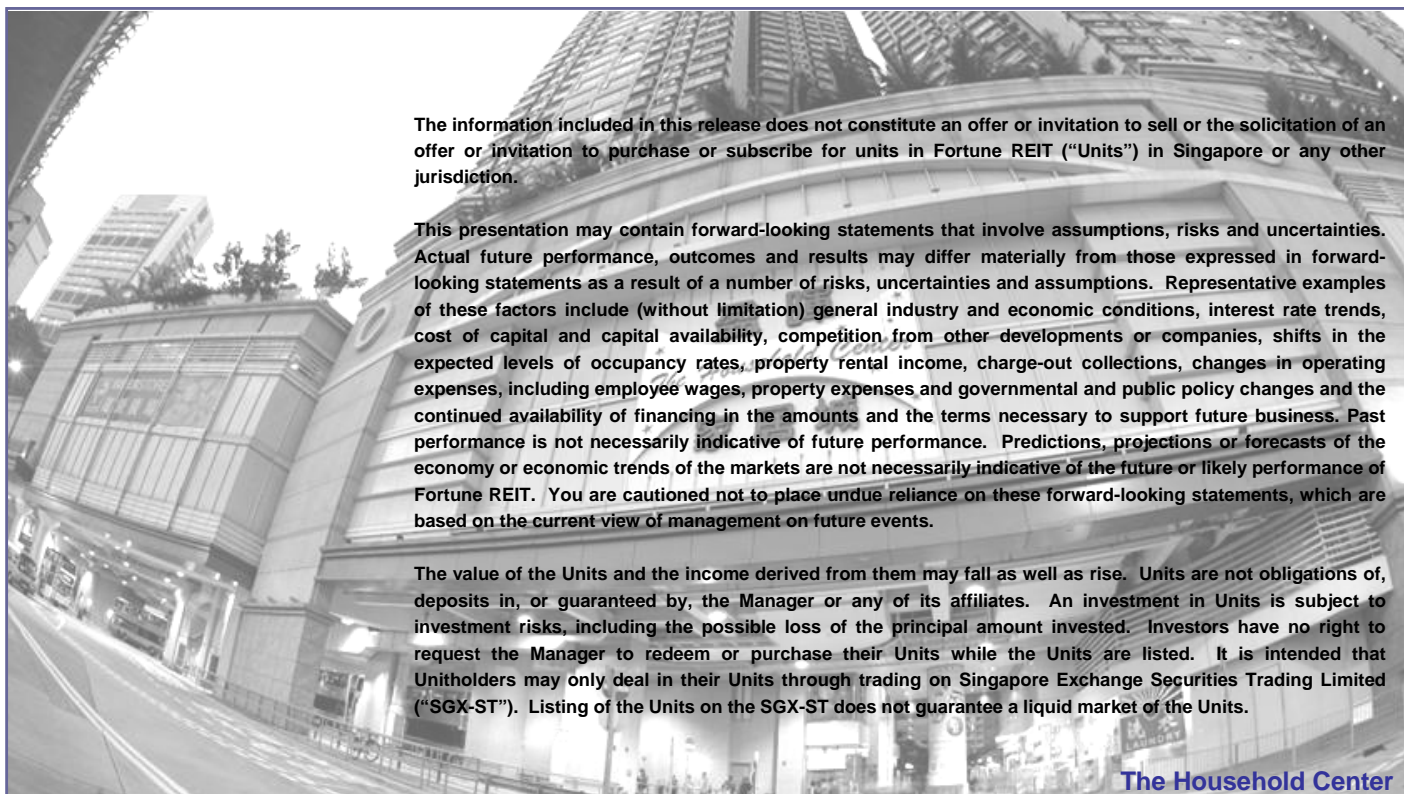 The information included in this release does not constitute an offer or invitation to sell or the solicitation of an
offer or invitation to purchase or subscribe for units in Fortune REIT (“Units”) in Singapore or any other
jurisdiction.
This presentation may contain forward-looking statements that involve assumptions, risks and uncertainties.
Actual future performance, outcomes and results may differ materially from those expressed in forward-
looking statements as a result of a number of risks, uncertainties and assumptions. Representative examples
of these factors include (without limitation) general industry and economic conditions, interest rate trends,
cost of capital and capital availability, competition from other developments or companies, shifts in the
expected levels of occupancy rates, property rental income, charge-out collections, changes in operating
expenses, including employee wages, property expenses and governmental and public policy changes and the
continued availability of financing in the amounts and the terms necessary to support future business. Past
performance is not necessarily indicative of future performance. Predictions, projections or forecasts of the
economy or economic trends of the markets are not necessarily indicative of the future or likely performance of
Fortune REIT. You are cautioned not to place undue reliance on these forward-looking statements, which are
based on the current view of management on future events.
The value of the Units and the income derived from them may fall as well as rise. Units are not obligations of,
deposits in, or guaranteed by, the Manager or any of its affiliates. An investment in Units is subject to
investment risks, including the possible loss of the principal amount invested. Investors have no right to
request the Manager to redeem or purchase their Units while the Units are listed. It is intended that
Unitholders may only deal in their Units through trading on Singapore Exchange Securities Trading Limited
(“SGX-ST”). Listing of the Units on the SGX-ST does not guarantee a liquid market of the Units.
The Household Center
LAUNDRY
The Household Center